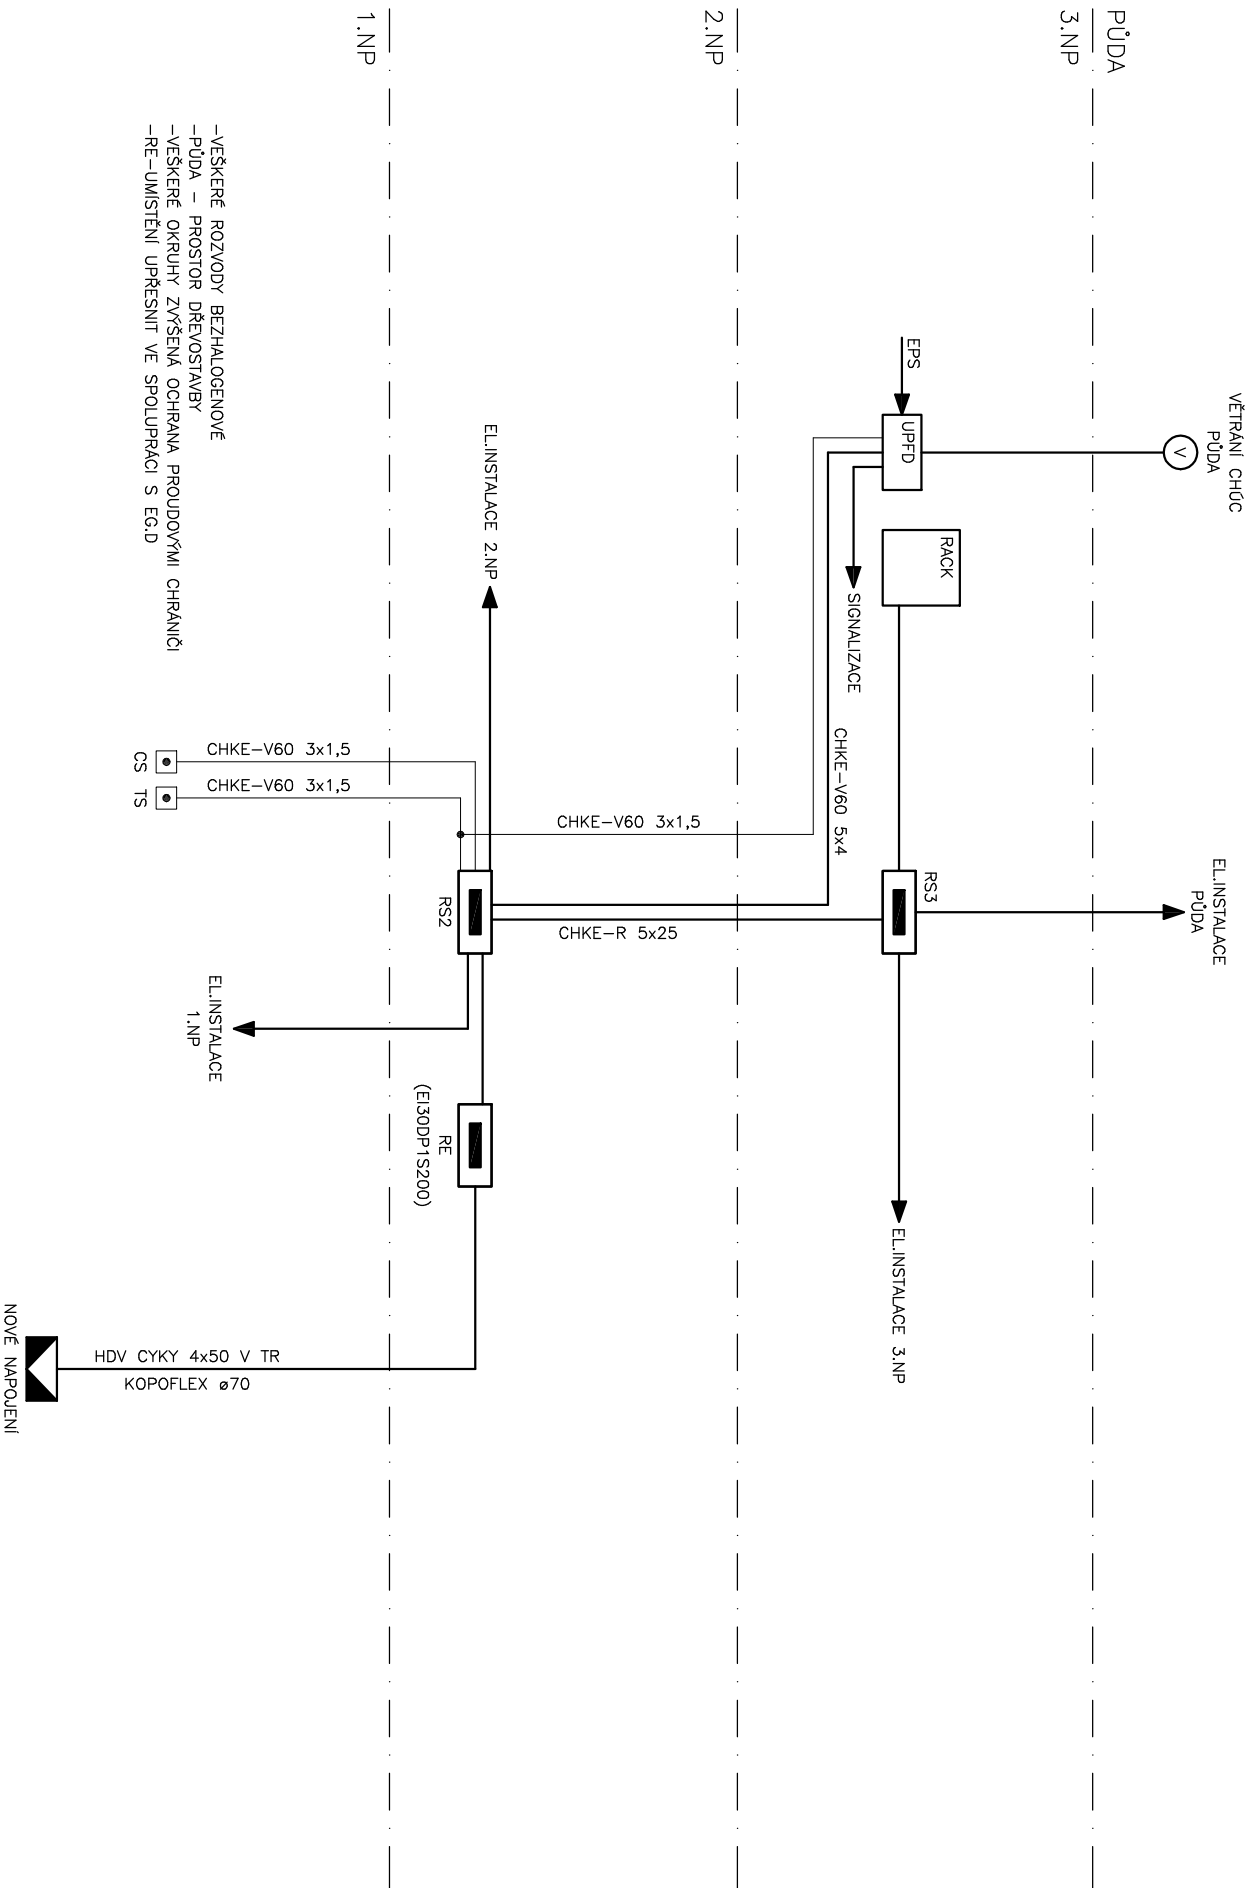 VĚTRÁNÍ CHÚC
PŮDA
V
EL.INSTALACE
PŮDA
PŮDA
3.NP
EPS
UPFD
RACK
RS3
SIGNALIZACE
EL.INSTALACE 3.NP
CHKE-V60 5x4
2.NP
CHKE-V60 3x1,5
CHKE-R 5x25
EL.INSTALACE 2.NP
RS2
RE
(EI30DP1S200)
1.NP
CHKE-V60 3x1,5
CHKE-V60 3x1,5
CS
TS
EL.INSTALACE
1.NP
HDV CYKY 4x50 V TR
KOPOFLEX ø70
NOVÉ NAPOJENÍ
-VEŠKERÉ ROZVODY BEZHALOGENOVÉ
-PŮDA - PROSTOR DŘEVOSTAVBY
-VEŠKERÉ OKRUHY ZVÝŠENÁ OCHRANA PROUDOVÝMI CHRÁNIČI
-RE-UMÍSTĚNÍ UPŘESNIT VE SPOLUPRÁCI S EG.D